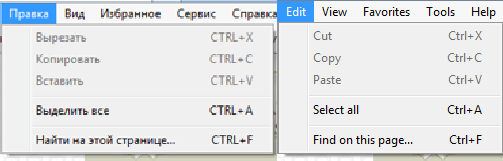 Правка Вид Избранное Сервис Справка
Вырезать CTRL+X
Копировать CTRL+C
Вставить CTRL+V
Выделить все CTRL+A
Найти на этой странице... CTRL+F
Edit View Favorites Tools Help
Cut Ctrl+X
Copy Ctrl+C
Paste Ctrl+V
Select all Ctrl+A
Find on this page... Ctrl+F